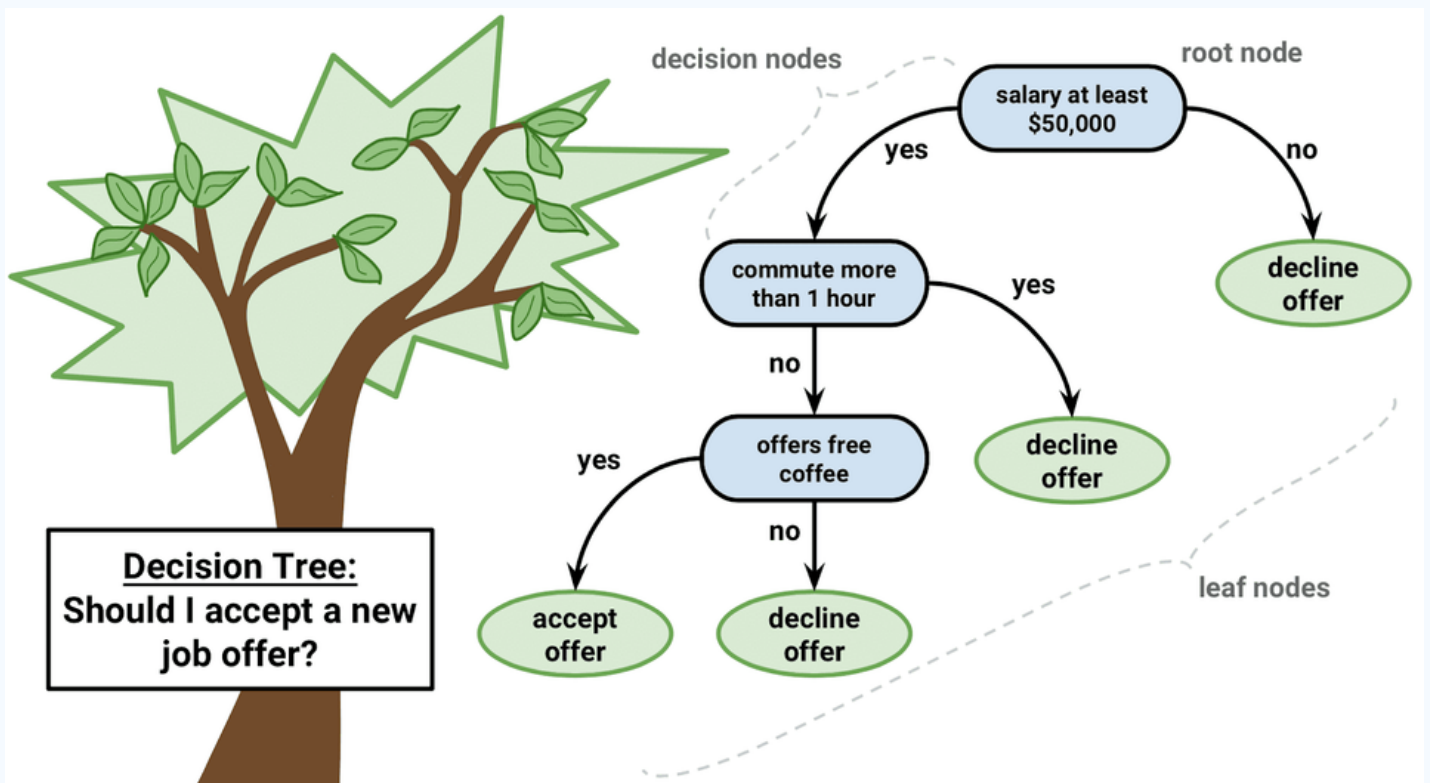 decision nodes
root node
salary at least
$50,000
yes
no
commute more
than 1 hour
decline
offer
yes
no
offers free
coffee
decline
offer
yes
no
leaf nodes
accept
offer
decline
offer
Decision Tree:
Should I accept a new
job offer?